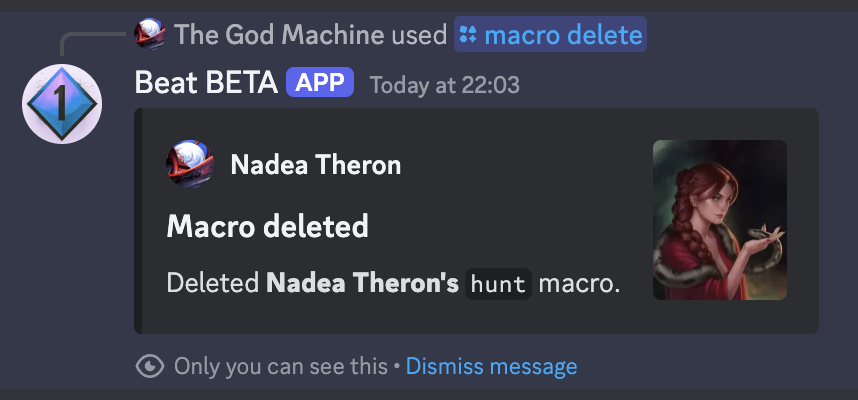 The God Machine used macro delete
1
Beat BETA APP Today at 22:03
Nadea Theron
Macro deleted
Deleted Nadea Theron's hunt macro.
Only you can see this • Dismiss message